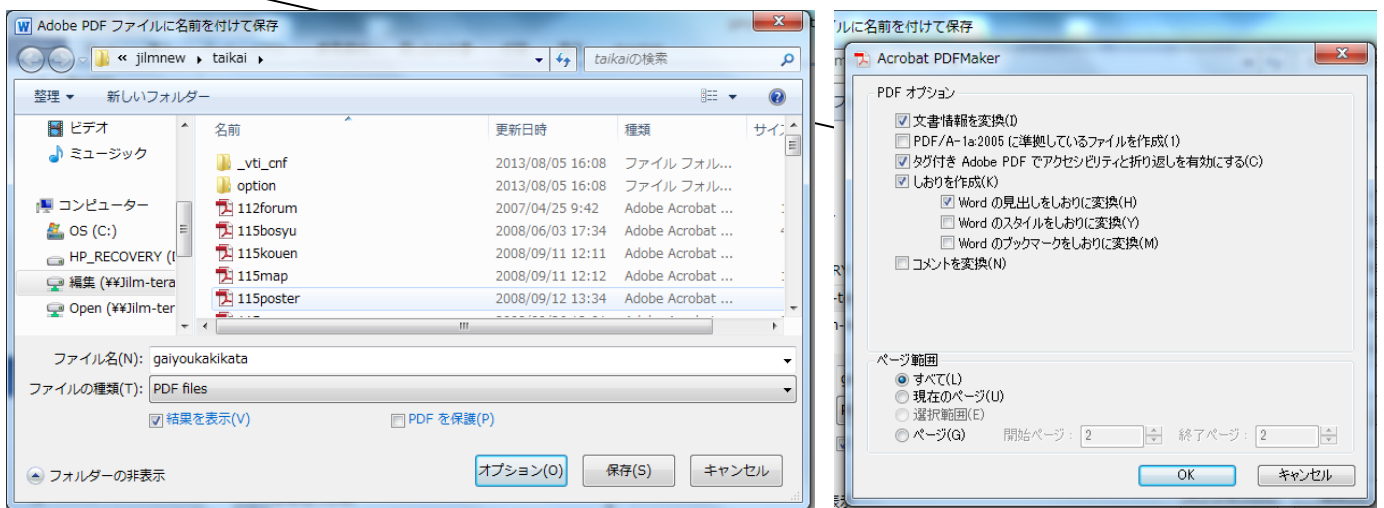 Adobe PDF ファイルに名前を付けて保存
« jilmnew ▸ taikai ▸
taikaiの検索
整理 ▼ 新しいフォルダー
ビデオ
ミュージック
コンピューター
OS (C:)
HP_RECOVERY (
編集 (¥¥Jilm-tera
Open (¥¥Jilm-ter
名前 更新日時 種類 サイ
_vti_cnf 2013/08/05 16:08 ファイル フォル...
option 2013/08/05 16:08 ファイル フォル...
112forum 2007/04/25 9:42 Adobe Acrobat ...
115bosyu 2008/06/03 17:34 Adobe Acrobat ...
115kouen 2008/09/11 12:11 Adobe Acrobat ...
115map 2008/09/11 12:12 Adobe Acrobat ...
115poster 2008/09/12 13:34 Adobe Acrobat ...
ファイル名(N): gaiyoukakikata
ファイルの種類(T): PDF files
結果を表示(V) PDF を保護(P)
フォルダーの非表示
オプション(O) 保存(S) キャンセル
ルに名前を付けて保存
Acrobat PDFMaker
PDF オプション
文書情報を変換(I)
PDF/A-1a:2005 に準拠しているファイルを作成(1)
タグ付き Adobe PDF でアクセシビリティと折り返しを有効にする(C)
しおりを作成(K)
Word の見出しをしおりに変換(H)
Word のスタイルをしおりに変換(Y)
Word のブックマークをしおりに変換(M)
コメントを変換(N)
ページ範囲
すべて(L)
現在のページ(U)
選択範囲(E)
ページ(G) 開始ページ : 2 終了ページ : 2
OK キャンセル